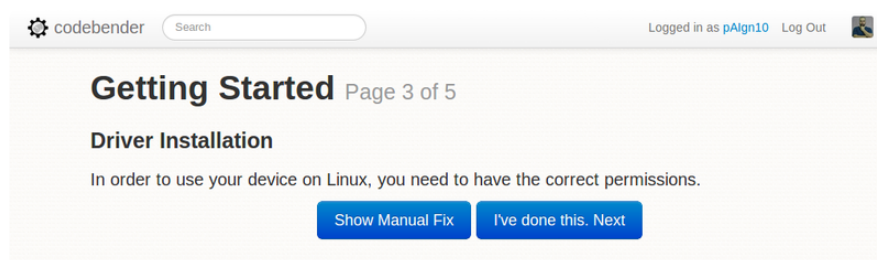 codebender Search Logged in as pAIgn10 Log Out
Getting Started Page 3 of 5
Driver Installation
In order to use your device on Linux, you need to have the correct permissions.
Show Manual Fix I've done this. Next